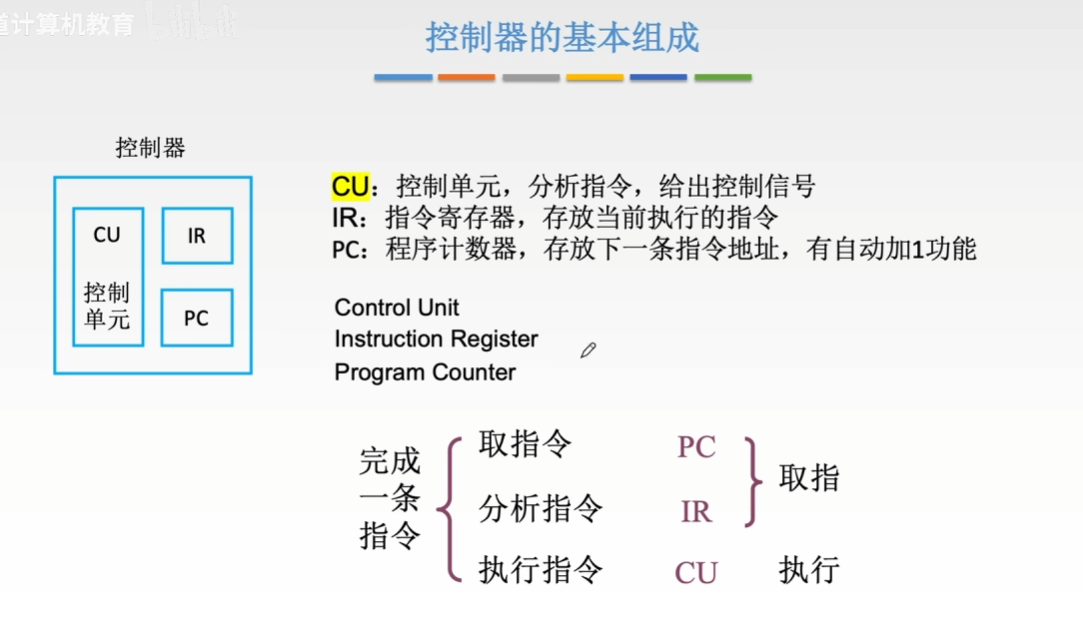 道计算机教育
控制器的基本组成
控制器
CU
控制
单元
IR
PC
CU：控制单元，分析指令，给出控制信号
IR：指令寄存器，存放当前执行的指令
PC：程序计数器，存放下一条指令地址，有自动加1功能
Control Unit
Instruction Register
Program Counter
完成
一条
指令
取指令 PC
分析指令 IR
取指
执行指令 CU 执行